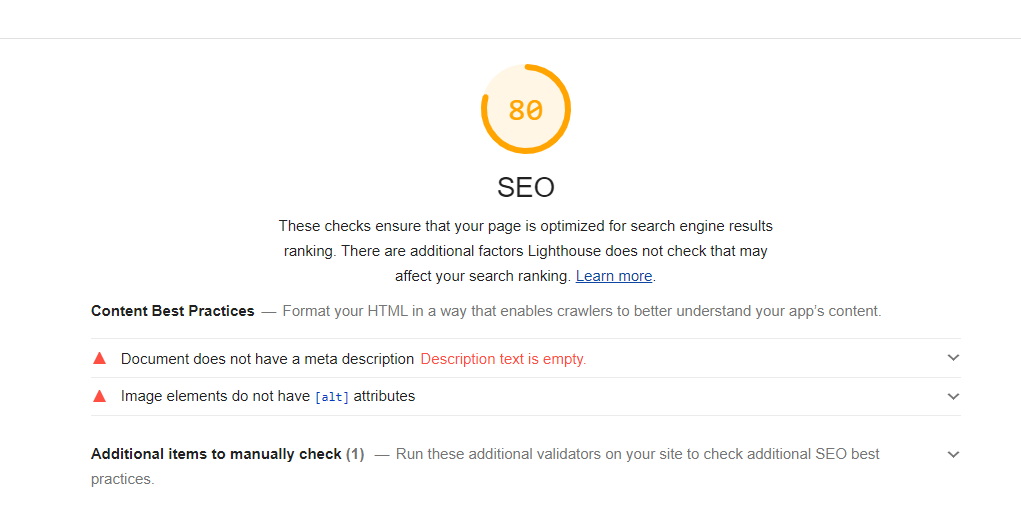 80
SEO
These checks ensure that your page is optimized for search engine results
ranking. There are additional factors Lighthouse does not check that may
affect your search ranking. Learn more.
Content Best Practices — Format your HTML in a way that enables crawlers to better understand your app’s content.
Document does not have a meta description Description text is empty.
Image elements do not have [alt] attributes
Additional items to manually check (1) — Run these additional validators on your site to check additional SEO best
practices.